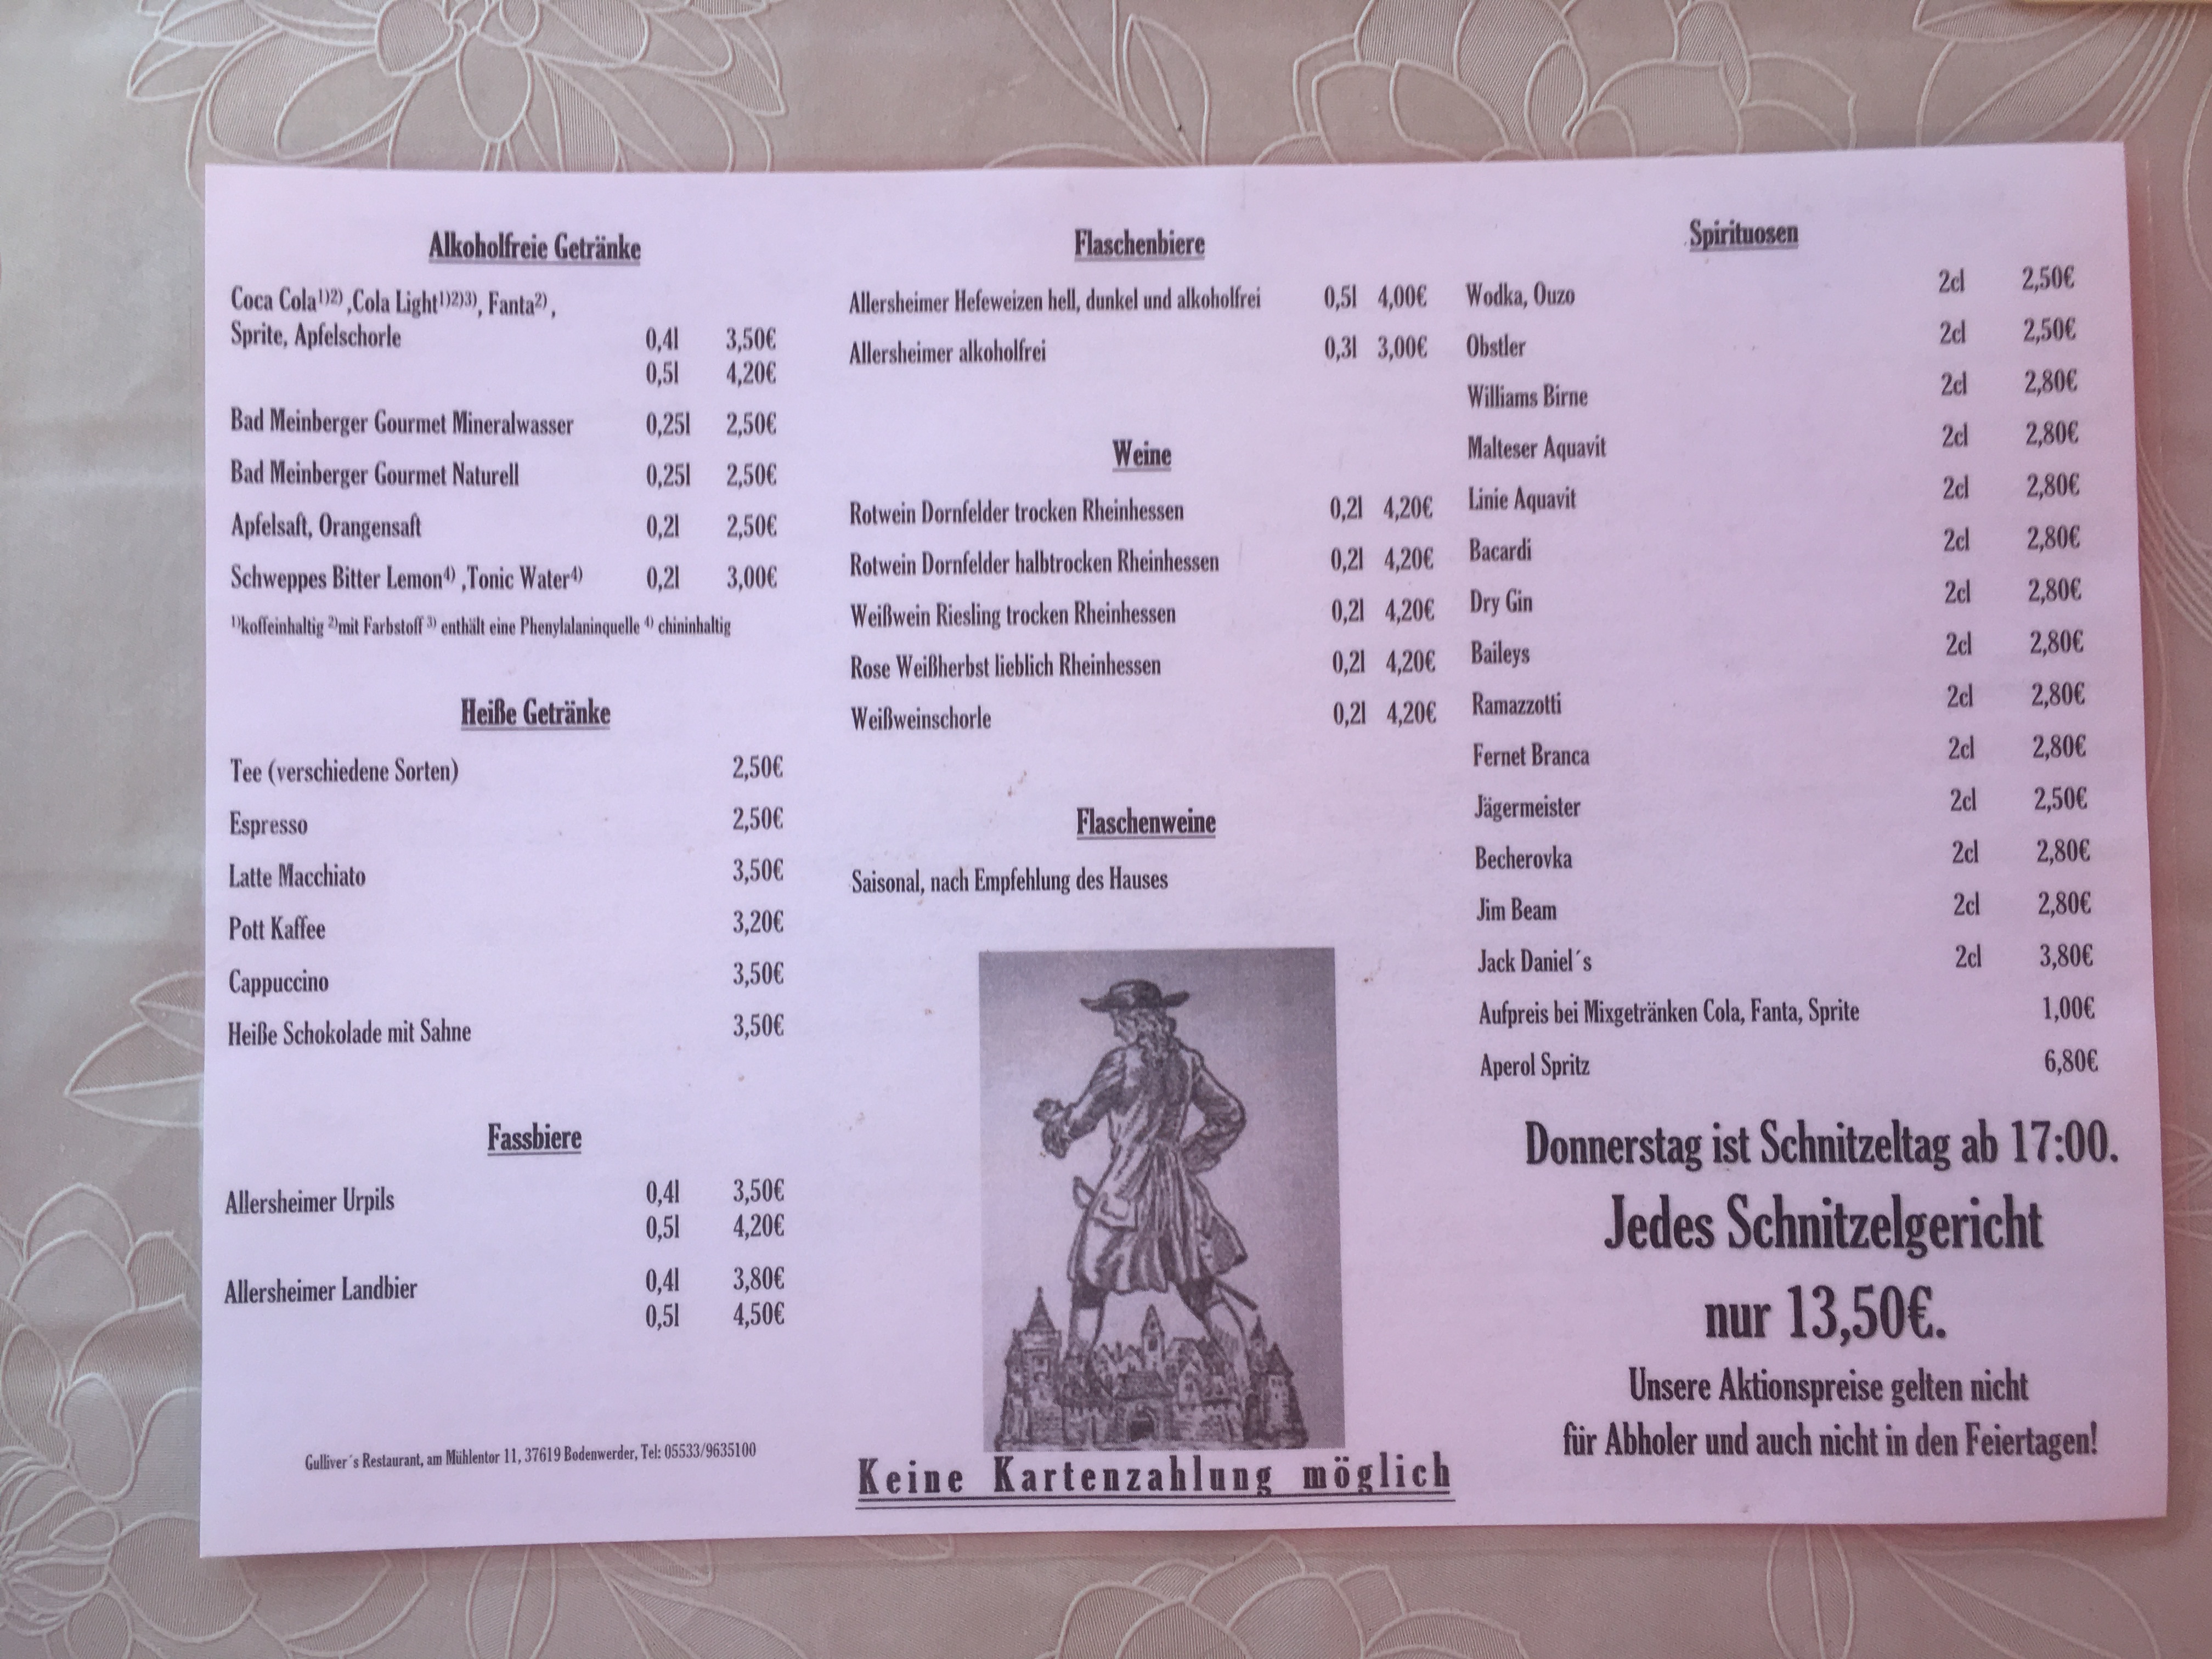 Alkoholfreie Getränke
Coca Cola¹⁾²⁾ ,Cola Light¹⁾²⁾³⁾, Fanta²⁾,
Sprite, Apfelschorle 0,4l 3,50€
0,5l 4,20€
Bad Meinberger Gourmet Mineralwasser 0,25l 2,50€
Bad Meinberger Gourmet Naturell 0,25l 2,50€
Apfelsaft, Orangensaft 0,2l 2,50€
Schweppes Bitter Lemon⁴⁾ ,Tonic Water⁴⁾ 0,2l 3,00€
¹⁾koffeinhaltig ²⁾mit Farbstoff ³⁾ enthält eine Phenylalaninquelle ⁴⁾ chininhaltig
Heiße Getränke
Tee (verschiedene Sorten) 2,50€
Espresso 2,50€
Latte Macchiato 3,50€
Pott Kaffee 3,20€
Cappuccino 3,50€
Heiße Schokolade mit Sahne 3,50€
Fassbiere
Allersheimer Urpils 0,4l 3,50€
0,5l 4,20€
Allersheimer Landbier 0,4l 3,80€
0,5l 4,50€
Gulliver´s Restaurant, am Mühlentor 11, 37619 Bodenwerder, Tel: 05533/9635100
Flaschenbiere
Allersheimer Hefeweizen hell, dunkel und alkoholfrei 0,5l 4,00€
Allersheimer alkoholfrei 0,3l 3,00€
Weine
Rotwein Dornfelder trocken Rheinhessen 0,2l 4,20€
Rotwein Dornfelder halbtrocken Rheinhessen 0,2l 4,20€
Weißwein Riesling trocken Rheinhessen 0,2l 4,20€
Rose Weißherbst lieblich Rheinhessen 0,2l 4,20€
Weißweinschorle 0,2l 4,20€
Flaschenweine
Saisonal, nach Empfehlung des Hauses
Keine Kartenzahlung möglich
Spirituosen
Wodka, Ouzo 2cl 2,50€
Obstler 2cl 2,50€
Williams Birne 2cl 2,80€
Malteser Aquavit 2cl 2,80€
Linie Aquavit 2cl 2,80€
Bacardi 2cl 2,80€
Dry Gin 2cl 2,80€
Baileys 2cl 2,80€
Ramazzotti 2cl 2,80€
Fernet Branca 2cl 2,80€
Jägermeister 2cl 2,50€
Becherovka 2cl 2,80€
Jim Beam 2cl 2,80€
Jack Daniel´s 2cl 3,80€
Aufpreis bei Mixgetränken Cola, Fanta, Sprite 1,00€
Aperol Spritz 6,80€
Donnerstag ist Schnitzeltag ab 17:00.
Jedes Schnitzelgericht
nur 13,50€.
Unsere Aktionspreise gelten nicht
für Abholer und auch nicht in den Feiertagen!